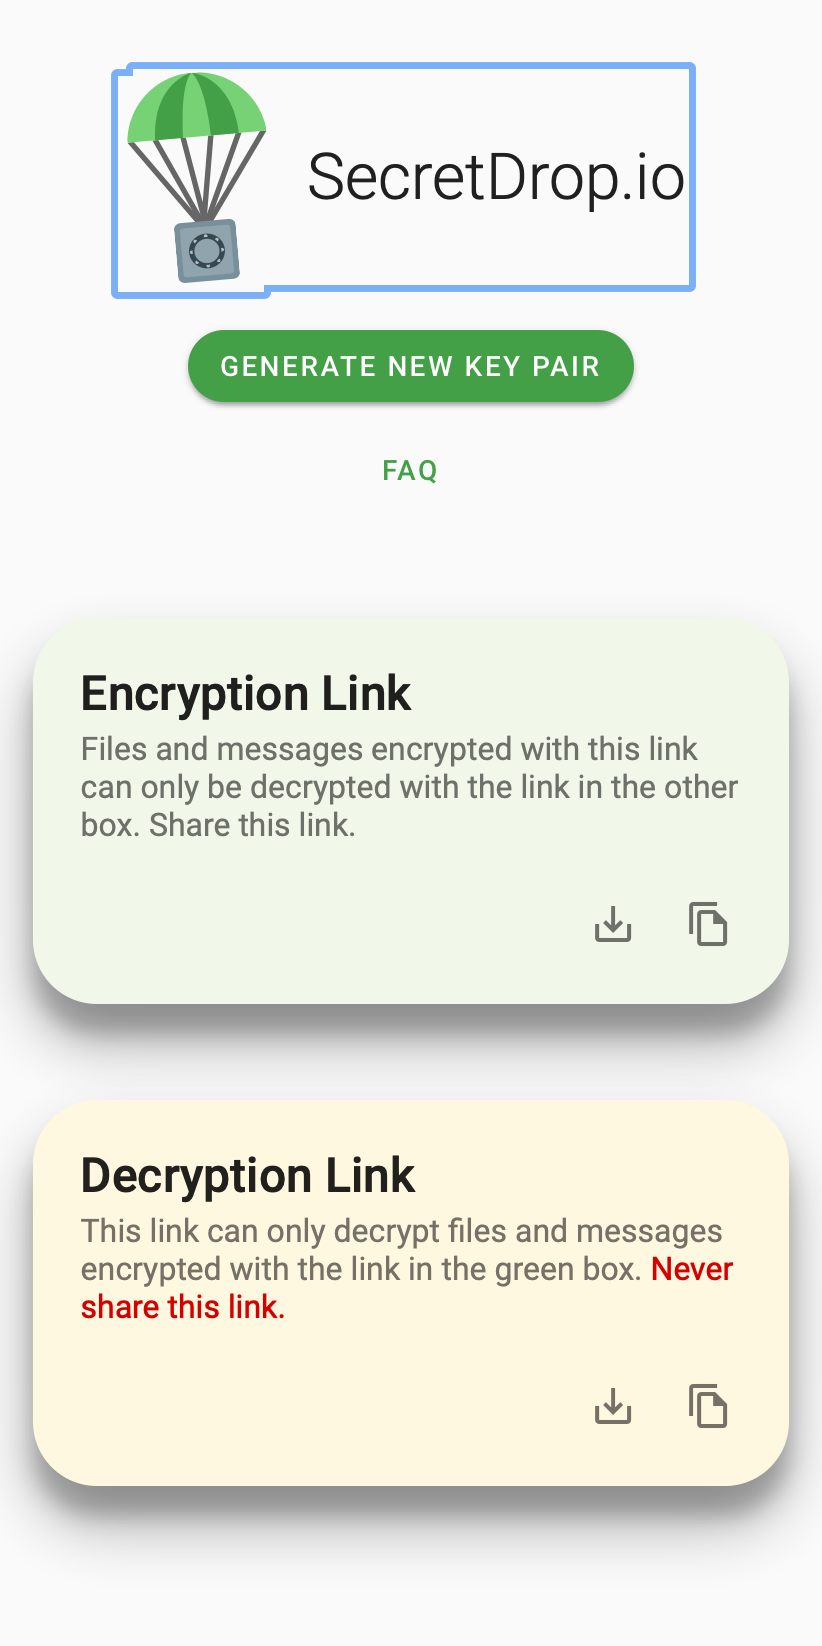 SecretDrop.io
GENERATE NEW KEY PAIR
FAQ
Encryption Link
Files and messages encrypted with this link
can only be decrypted with the link in the other
box. Share this link.
Decryption Link
This link can only decrypt files and messages
encrypted with the link in the green box. Never
share this link.